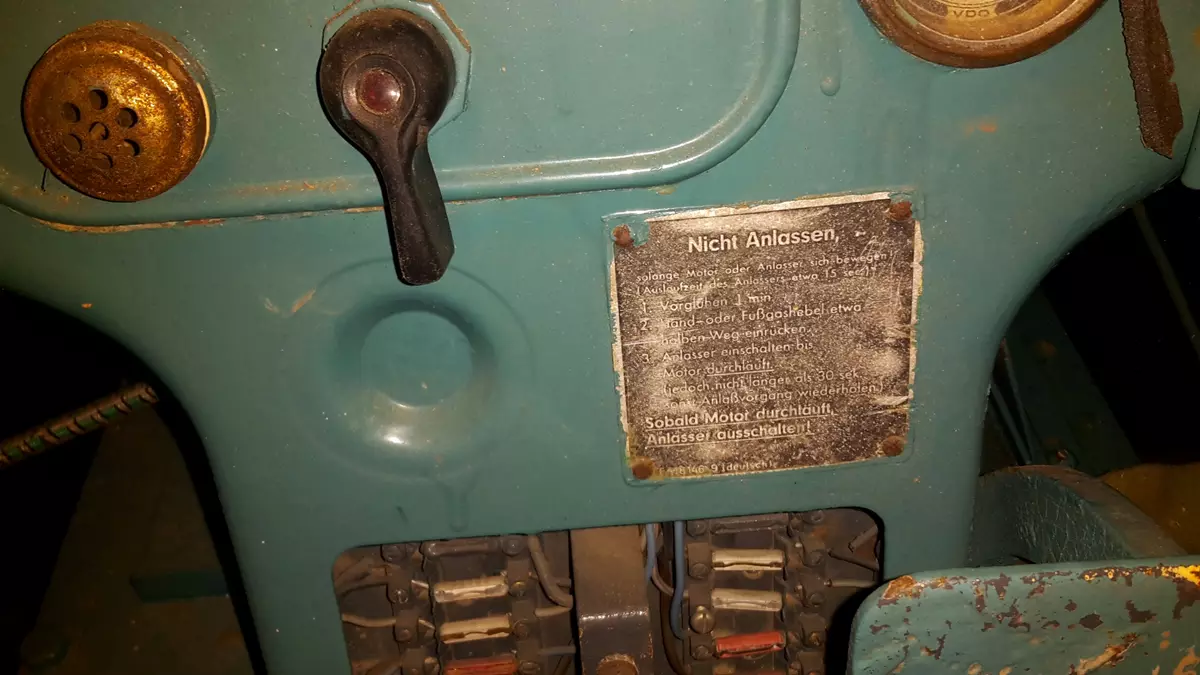 VDO
Nicht Anlassen,
solange Motor oder Anlasser sich bewegen
(Auslaufzeit des Anlassers etwa 15 sec)!
1. Vorglühen 1 min.
2. Hand- oder Fußgashebel etwa
halben Weg einrücken.
3. Anlasser einschalten bis
Motor durchläuft.
(jedoch nicht länger als 30 sek.
Anlaßvorgang wiederholen)
Sobald Motor durchläuft,
Anlasser ausschalten!
(deutsch)